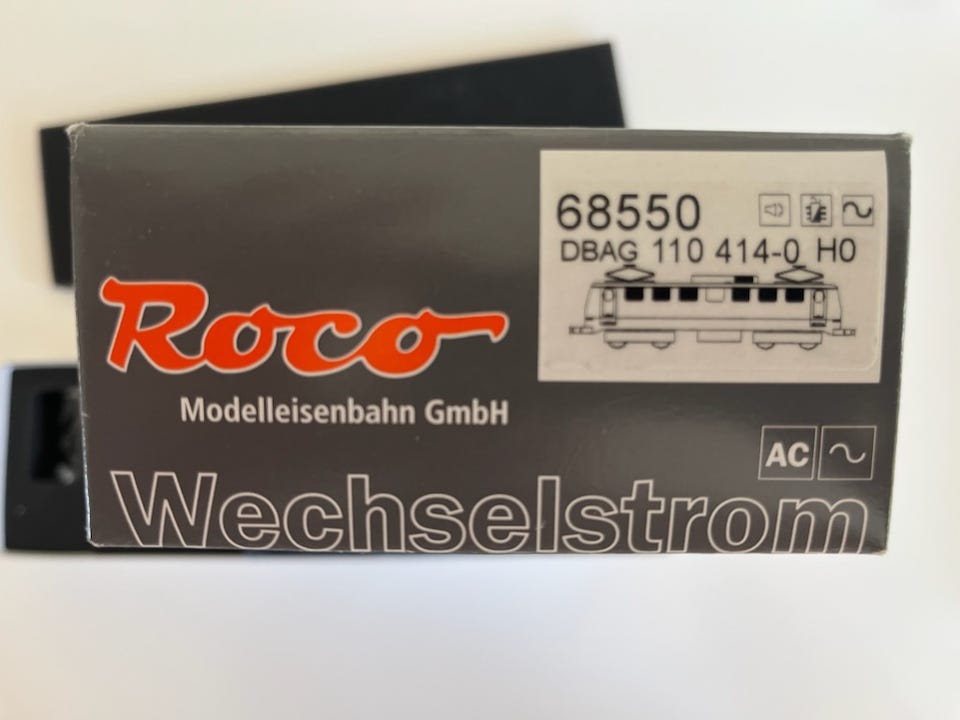 68550
DBAG 110 414-0 H0
Roco
Modelleisenbahn GmbH
AC
Wechselstrom